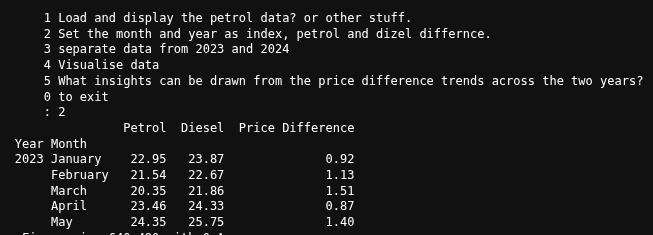 1 Load and display the petrol data? or other stuff.
2 Set the month and year as index, petrol and dizel differnce.
3 separate data from 2023 and 2024
4 Visualise data
5 What insights can be drawn from the price difference trends across the two years?
0 to exit
: 2
Petrol Diesel Price Difference
Year Month
2023 January 22.95 23.87 0.92
February 21.54 22.67 1.13
March 20.35 21.86 1.51
April 23.46 24.33 0.87
May 24.35 25.75 1.40